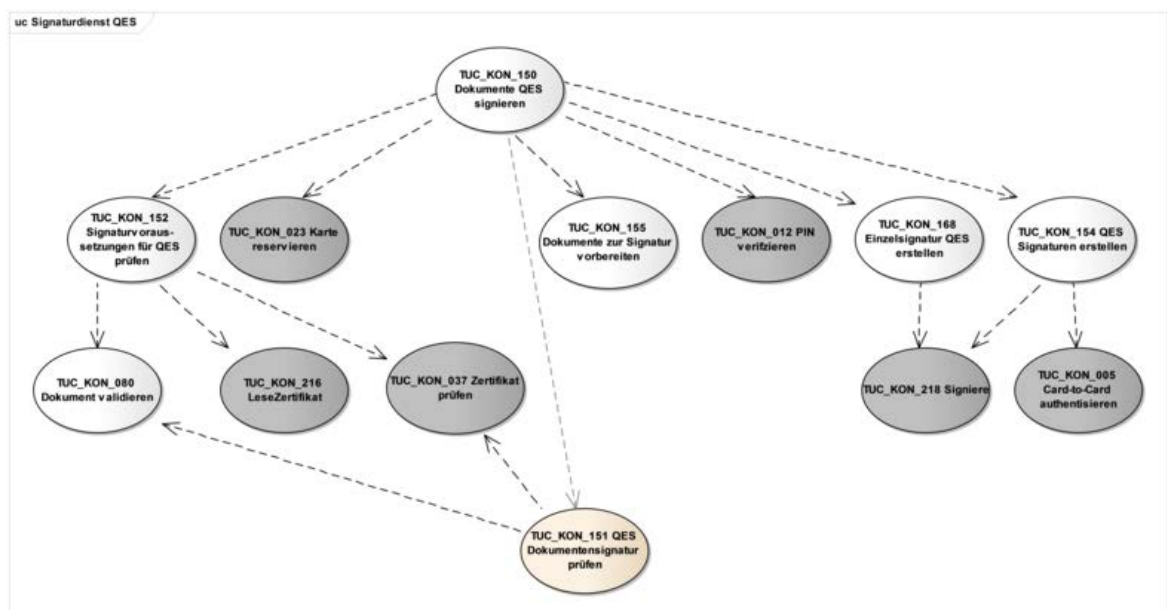 uc Signaturdienst QES
TUC_KON_150
Dokumente QES
signieren
TUC_KON_152
Signaturvoraus-
setzungen für QES
prüfen
TUC_KON_023 Karte
reservieren
TUC_KON_155
Dokumente zur Signatur
vorbereiten
TUC_KON_012 PIN
verifzieren
TUC_KON_168
Einzelsignatur QES
erstellen
TUC_KON_154 QES
Signaturen erstellen
TUC_KON_080
Dokument validieren
TUC_KON_216
LeseZertifikat
TUC_KON_037 Zertifikat
prüfen
TUC_KON_218 Signiere
TUC_KON_005
Card-to-Card
authentisieren
TUC_KON_151 QES
Dokumentensignatur
prüfen